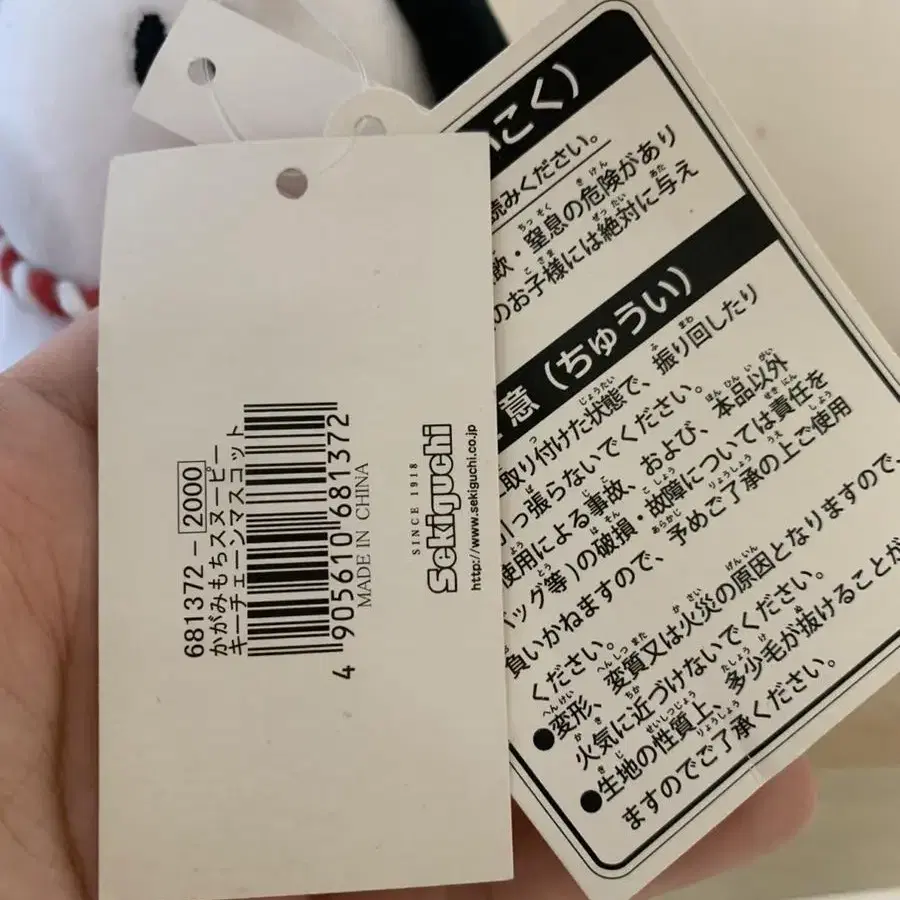 681372-2000
かがみもちスヌーピー
キーチェーンマスコット
4 905610 681372
MADE IN CHINA
SINCE 1918
Sekiguchi
http://www.sekiguchi.co.jp
こく）
読みください。
飲・窒息の危険があり
のお子様には絶対に与え
意（ちゅうい）
取り付けた状態で、振り回したり
っ張らないでください。
使用による事故、および、本品以外
ッグ等）の破損・故障については責任を
負いかねますので、予めご了承の上ご使用
ください。
●変形、変質又は火災の原因となりますので、
火気に近づけないでください。
●生地の性質上、多少毛が抜けることが
ますのでご了承ください。